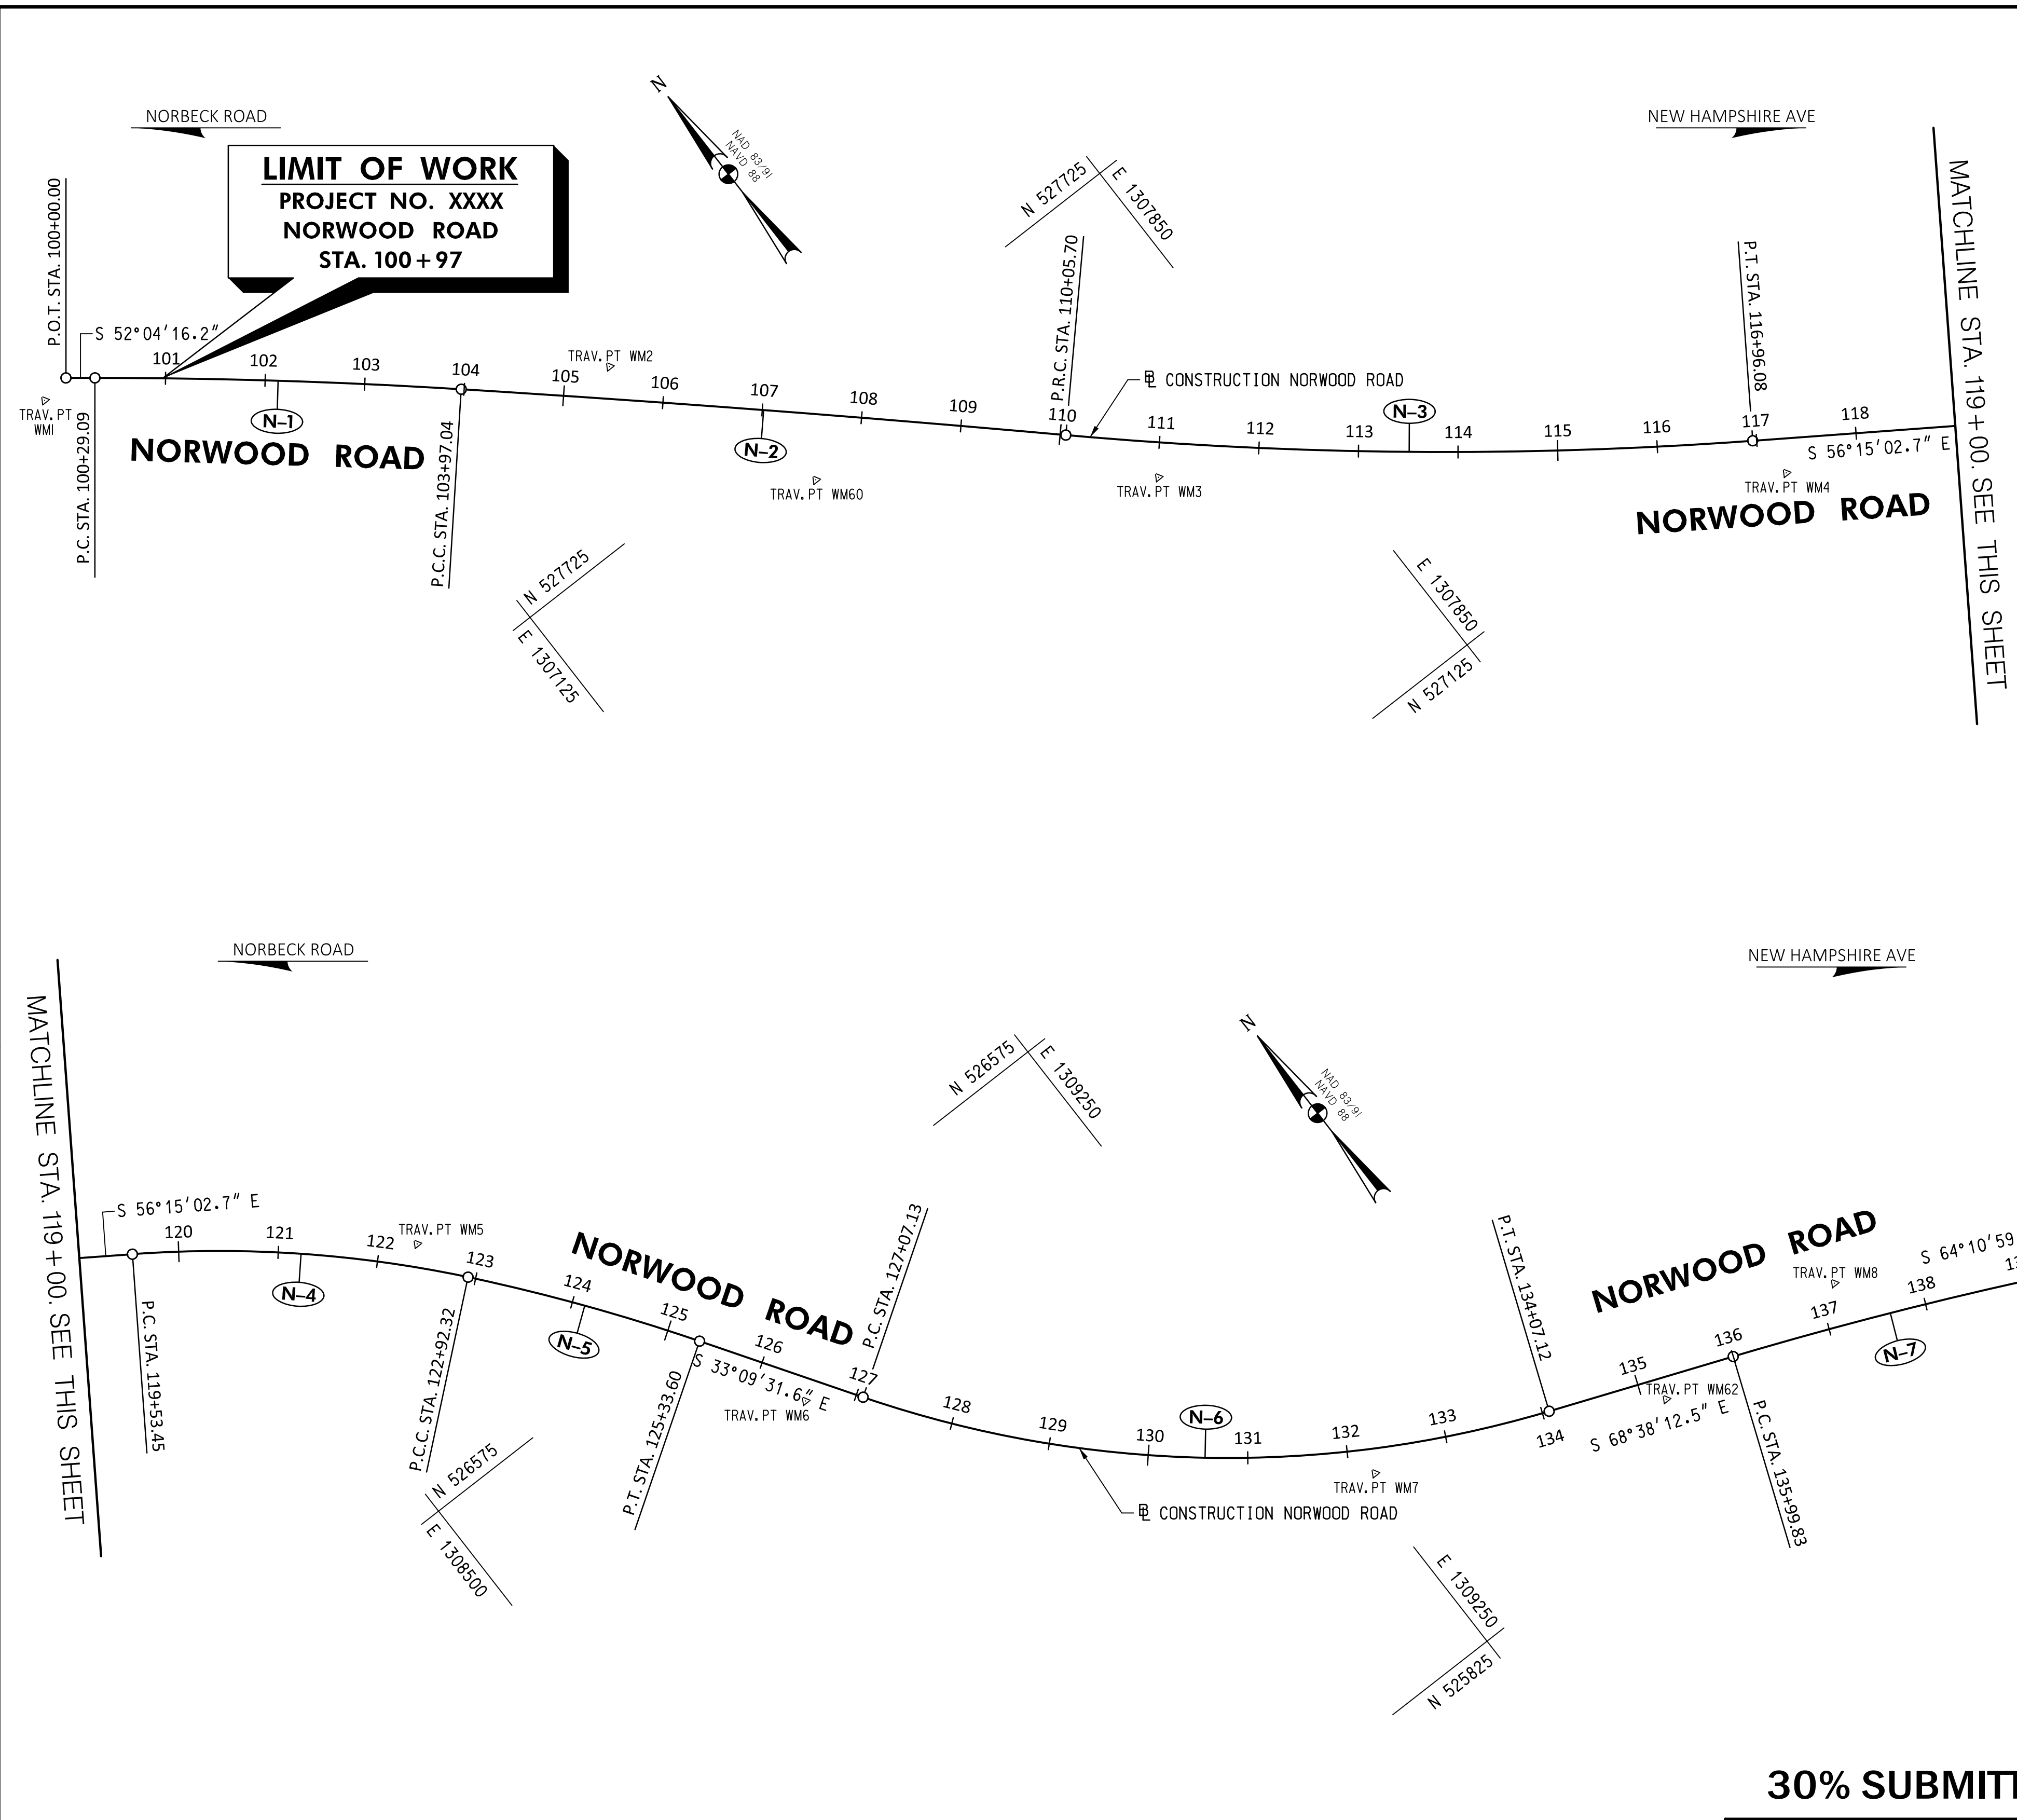 NORBECK ROAD
NEW HAMPSHIRE AVE
LIMIT OF WORK
PROJECT NO. XXXX
NORWOOD ROAD
STA. 100+97
N
NAD 83/91
NAVD 88
N 527725
E 1307850
P.O.T. STA. 100+00.00
S 52°04'16.2"
P.C. STA. 100+29.09
TRAV. PT
WM1
101
102
103
104
105
106
107
108
109
110
111
112
113
114
115
116
117
118
N-1
NORWOOD ROAD
P.C.C. STA. 103+97.04
TRAV. PT WM2
N-2
TRAV. PT WM60
P.R.C. STA. 110+05.70
BL CONSTRUCTION NORWOOD ROAD
TRAV. PT WM3
N-3
P.T. STA. 116+96.08
S 56°15'02.7" E
TRAV. PT WM4
NORWOOD ROAD
MATCHLINE STA. 119+00. SEE THIS SHEET
N 527725
E 1307125
E 1307850
N 527125
NORBECK ROAD
NEW HAMPSHIRE AVE
MATCHLINE STA. 119+00. SEE THIS SHEET
N 526575
E 1309250
N
NAD 83/91
NAVD 88
S 56°15'02.7" E
120
121
122
123
124
125
126
127
128
129
130
131
132
133
134
135
136
137
138
P.C. STA. 119+53.45
N-4
TRAV. PT WM5
P.C.C. STA. 122+92.32
N-5
NORWOOD ROAD
P.T. STA. 125+33.60
S 33°09'31.6" E
TRAV. PT WM6
P.C. STA. 127+07.13
N-6
BL CONSTRUCTION NORWOOD ROAD
TRAV. PT WM7
P.T. STA. 134+07.12
NORWOOD ROAD
TRAV. PT WM62
S 68°38'12.5" E
P.C. STA. 135+99.83
TRAV. PT WM8
N-7
S 64°10'59
N 526575
E 1308500
E 1309250
N 525825
30% SUBMITT